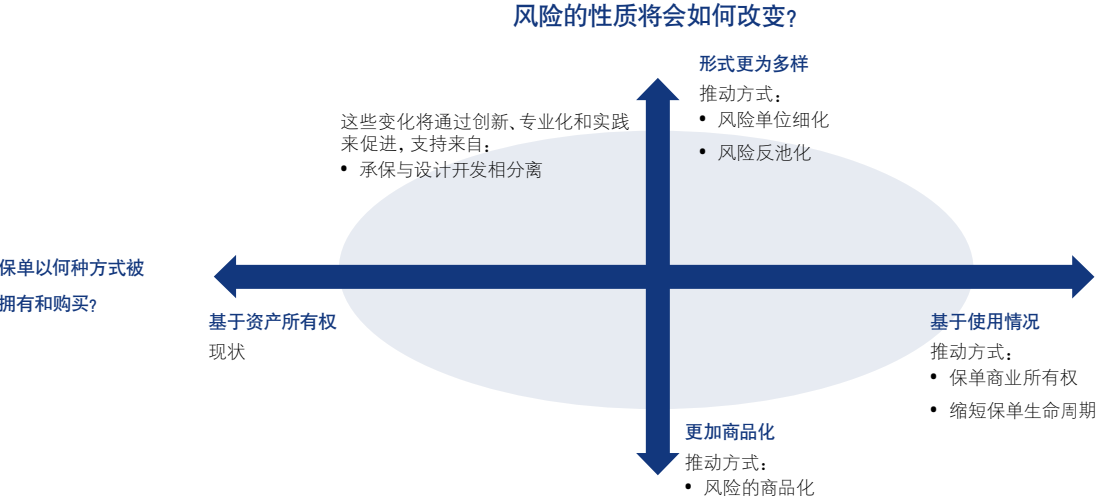 风险的性质将会如何改变?
形式更为多样
推动方式：
• 风险单位细化
• 风险反池化
这些变化将通过创新、专业化和实践
来促进，支持来自：
• 承保与设计开发相分离
保单以何种方式被
拥有和购买?
基于资产所有权
现状
基于使用情况
推动方式：
• 保单商业所有权
• 缩短保单生命周期
更加商品化
推动方式：
• 风险的商品化